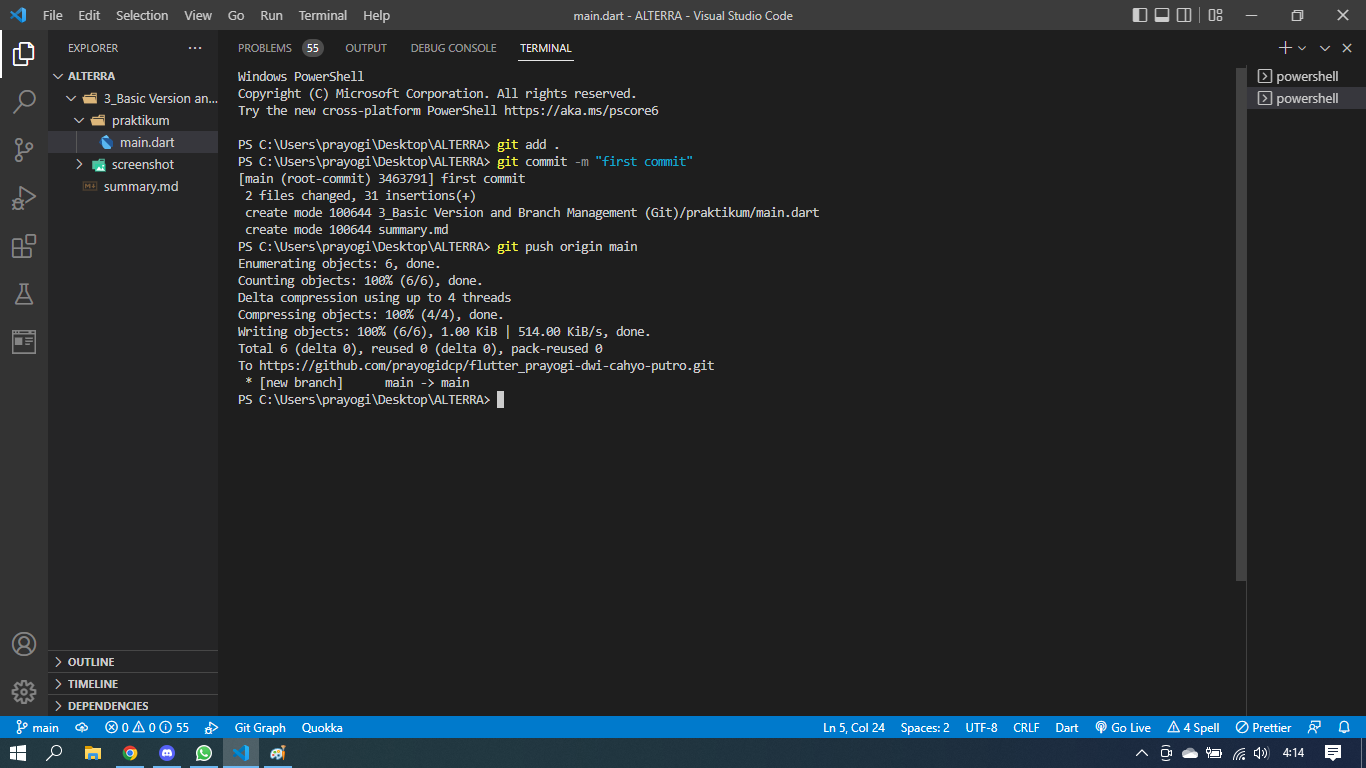 File Edit Selection View Go Run Terminal Help main.dart - ALTERRA - Visual Studio Code
EXPLORER ···
ALTERRA
3_Basic Version an...
praktikum
main.dart
screenshot
summary.md
OUTLINE
TIMELINE
DEPENDENCIES
PROBLEMS 55 OUTPUT DEBUG CONSOLE TERMINAL
Windows PowerShell
Copyright (C) Microsoft Corporation. All rights reserved.
Try the new cross-platform PowerShell https://aka.ms/pscore6
PS C:\Users\prayogi\Desktop\ALTERRA> git add .
PS C:\Users\prayogi\Desktop\ALTERRA> git commit -m "first commit"
[main (root-commit) 3463791] first commit
2 files changed, 31 insertions(+)
create mode 100644 3_Basic Version and Branch Management (Git)/praktikum/main.dart
create mode 100644 summary.md
PS C:\Users\prayogi\Desktop\ALTERRA> git push origin main
Enumerating objects: 6, done.
Counting objects: 100% (6/6), done.
Delta compression using up to 4 threads
Compressing objects: 100% (4/4), done.
Writing objects: 100% (6/6), 1.00 KiB | 514.00 KiB/s, done.
Total 6 (delta 0), reused 0 (delta 0), pack-reused 0
To https://github.com/prayogidcp/flutter_prayogi-dwi-cahyo-putro.git
* [new branch] main -> main
PS C:\Users\prayogi\Desktop\ALTERRA>
powershell
powershell
main 0 0 55 Git Graph Quokka Ln 5, Col 24 Spaces: 2 UTF-8 CRLF Dart Go Live 4 Spell Prettier
4:14